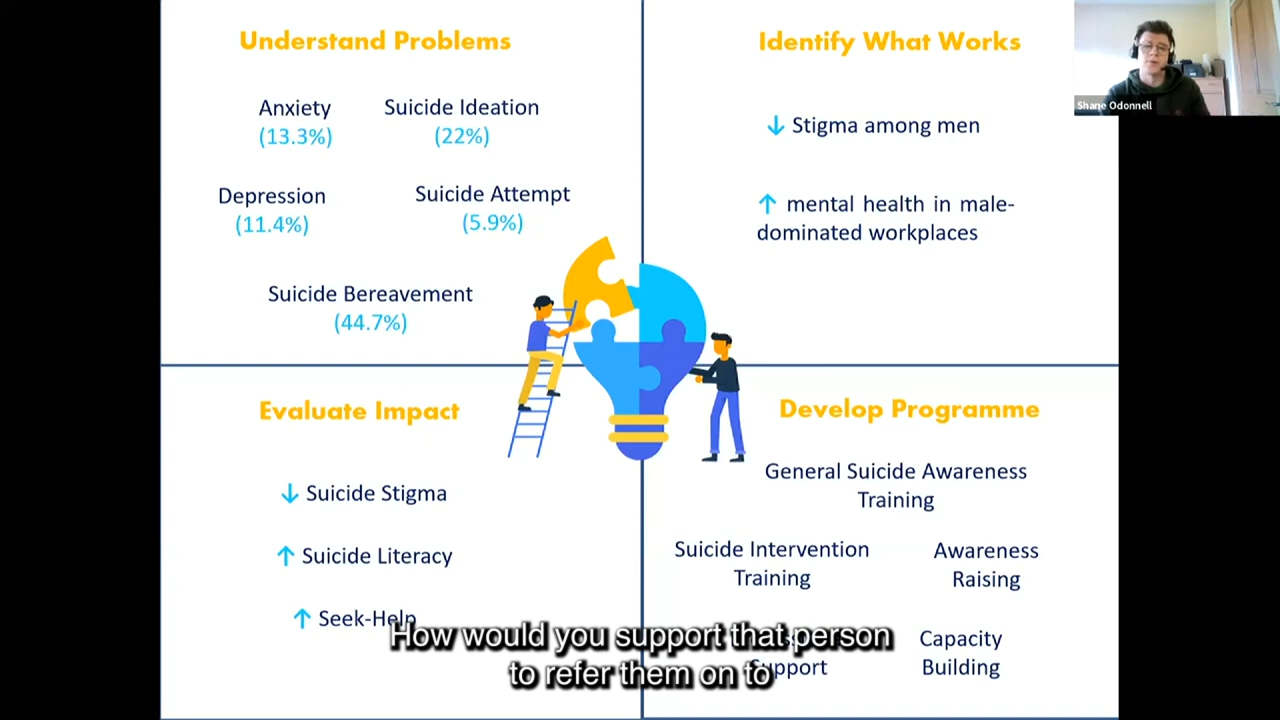 Understand Problems
Anxiety
(13.3%)
Suicide Ideation
(22%)
Depression
(11.4%)
Suicide Attempt
(5.9%)
Suicide Bereavement
(44.7%)
Identify What Works
↓ Stigma among men
↑ mental health in male-
dominated workplaces
Shane Odonnell
Evaluate Impact
↓ Suicide Stigma
↑ Suicide Literacy
↑ Seek-Help
Develop Programme
General Suicide Awareness
Training
Suicide Intervention
Training
Awareness
Raising
Support
Capacity
Building
How would you support that person
to refer them on to